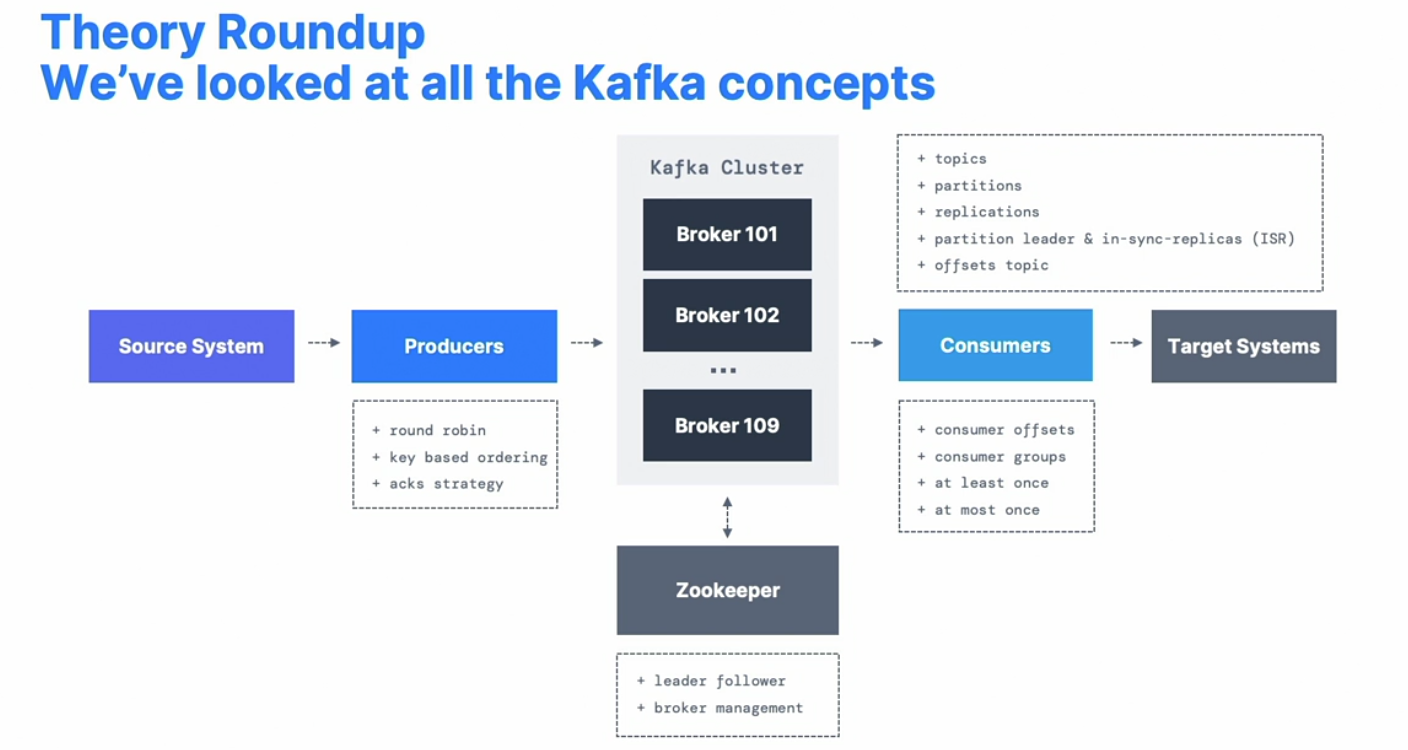 Theory Roundup
We've looked at all the Kafka concepts
Kafka Cluster
Broker 101
Broker 102
...
Broker 109
+ topics
+ partitions
+ replications
+ partition leader & in-sync-replicas (ISR)
+ offsets topic
Source System
Producers
Consumers
Target Systems
+ round robin
+ key based ordering
+ acks strategy
+ consumer offsets
+ consumer groups
+ at least once
+ at most once
Zookeeper
+ leader follower
+ broker management